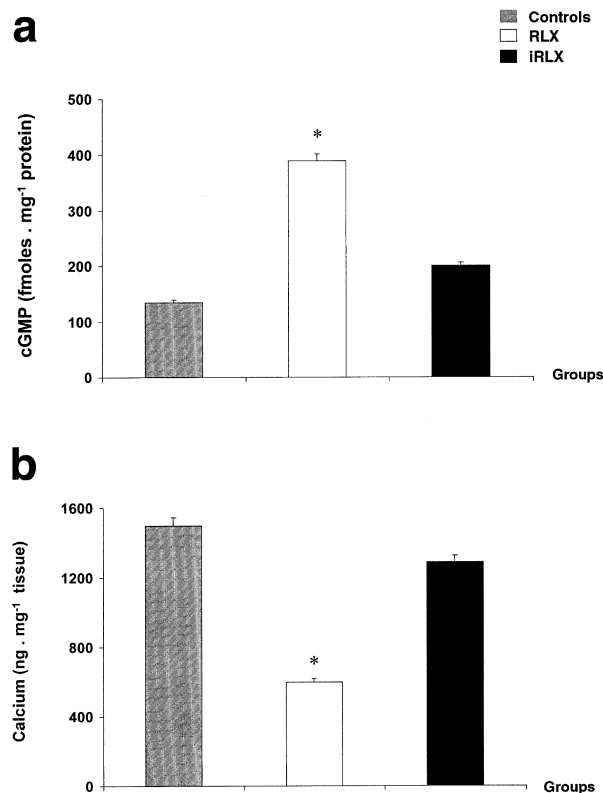 a
Controls
RLX
iRLX
cGMP (fmoles . mg⁻¹ protein)
500
400
300
200
100
0
*
Groups
b
Calcium (ng . mg⁻¹ tissue)
1600
1200
800
400
0
*
Groups